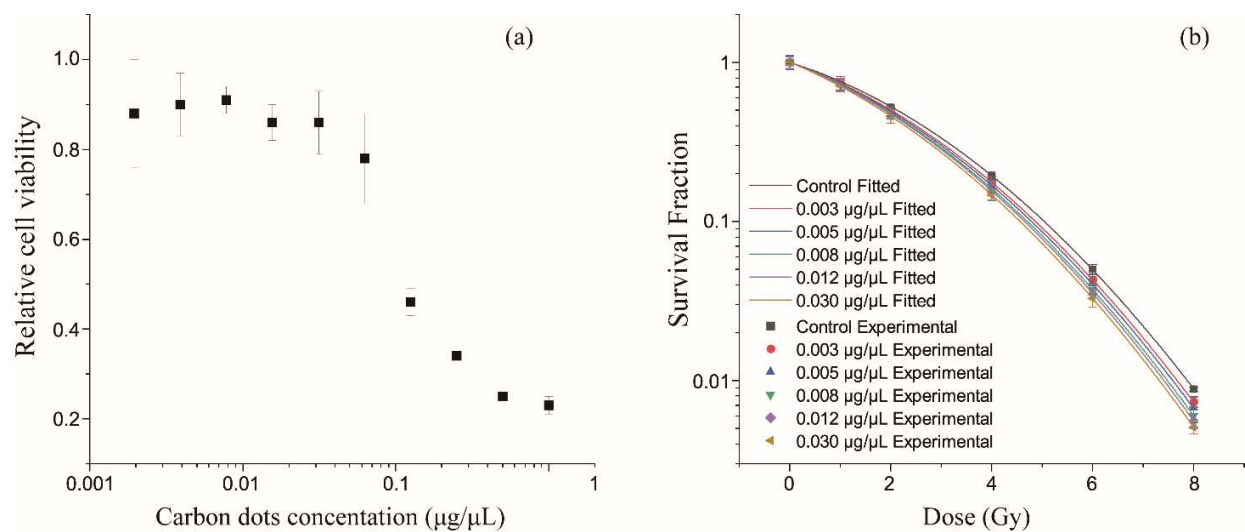 (a)
1.0
0.8
0.6
0.4
0.2
Relative cell viability
0.001
0.01
0.1
1
Carbon dots concentation (µg/µL)
(b)
1
0.1
0.01
Survival Fraction
Control Fitted
0.003 µg/µL Fitted
0.005 µg/µL Fitted
0.008 µg/µL Fitted
0.012 µg/µL Fitted
0.030 µg/µL Fitted
Control Experimental
0.003 µg/µL Experimental
0.005 µg/µL Experimental
0.008 µg/µL Experimental
0.012 µg/µL Experimental
0.030 µg/µL Experimental
0
2
4
6
8
Dose (Gy)